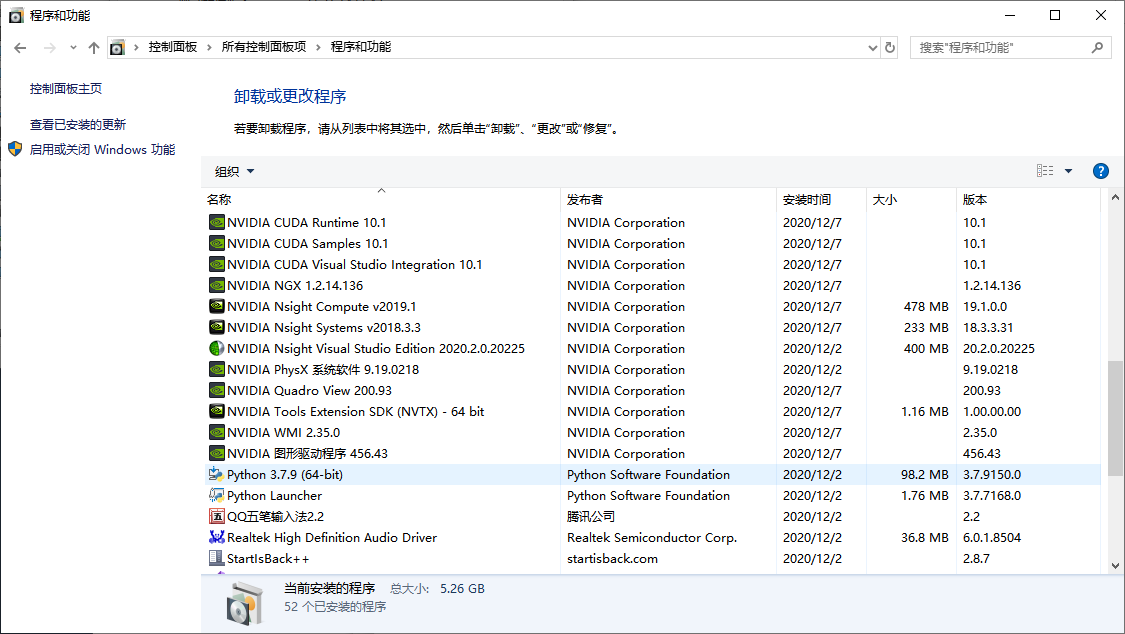 程序和功能
控制面板 › 所有控制面板项 › 程序和功能
搜索"程序和功能"
控制面板主页
查看已安装的更新
启用或关闭 Windows 功能
卸载或更改程序
若要卸载程序，请从列表中将其选中，然后单击“卸载”、“更改”或“修复”。
组织
名称 发布者 安装时间 大小 版本
NVIDIA CUDA Runtime 10.1 NVIDIA Corporation 2020/12/7 10.1
NVIDIA CUDA Samples 10.1 NVIDIA Corporation 2020/12/7 10.1
NVIDIA CUDA Visual Studio Integration 10.1 NVIDIA Corporation 2020/12/7 10.1
NVIDIA NGX 1.2.14.136 NVIDIA Corporation 2020/12/7 1.2.14.136
NVIDIA Nsight Compute v2019.1 NVIDIA Corporation 2020/12/7 478 MB 19.1.0.0
NVIDIA Nsight Systems v2018.3.3 NVIDIA Corporation 2020/12/7 233 MB 18.3.3.31
NVIDIA Nsight Visual Studio Edition 2020.2.0.20225 NVIDIA Corporation 2020/12/2 400 MB 20.2.0.20225
NVIDIA PhysX 系统软件 9.19.0218 NVIDIA Corporation 2020/12/2 9.19.0218
NVIDIA Quadro View 200.93 NVIDIA Corporation 2020/12/7 200.93
NVIDIA Tools Extension SDK (NVTX) - 64 bit NVIDIA Corporation 2020/12/7 1.16 MB 1.00.00.00
NVIDIA WMI 2.35.0 NVIDIA Corporation 2020/12/7 2.35.0
NVIDIA 图形驱动程序 456.43 NVIDIA Corporation 2020/12/7 456.43
Python 3.7.9 (64-bit) Python Software Foundation 2020/12/2 98.2 MB 3.7.9150.0
Python Launcher Python Software Foundation 2020/12/2 1.76 MB 3.7.7168.0
QQ五笔输入法2.2 腾讯公司 2020/12/2 2.2
Realtek High Definition Audio Driver Realtek Semiconductor Corp. 2020/12/2 36.8 MB 6.0.1.8504
StartIsBack++ startisback.com 2020/12/2 2.8.7
当前安装的程序 总大小: 5.26 GB
52 个已安装的程序